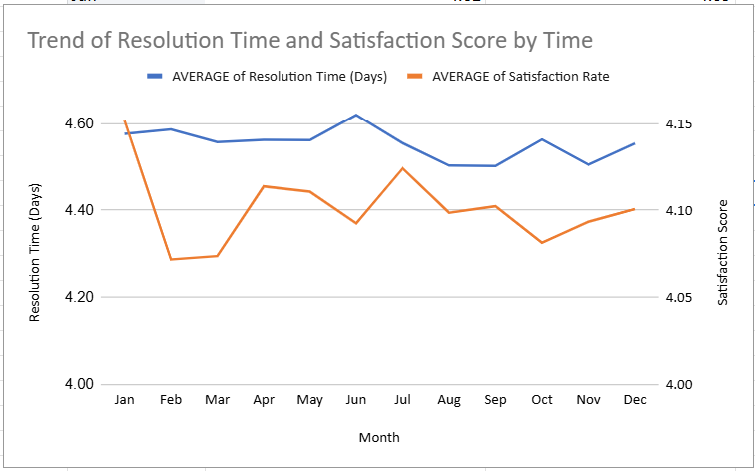 Trend of Resolution Time and Satisfaction Score by Time
AVERAGE of Resolution Time (Days) AVERAGE of Satisfaction Rate
4.60 4.15
4.40 4.10
4.20 4.05
4.00 4.00
Resolution Time (Days)
Satisfaction Score
Jan Feb Mar Apr May Jun Jul Aug Sep Oct Nov Dec
Month